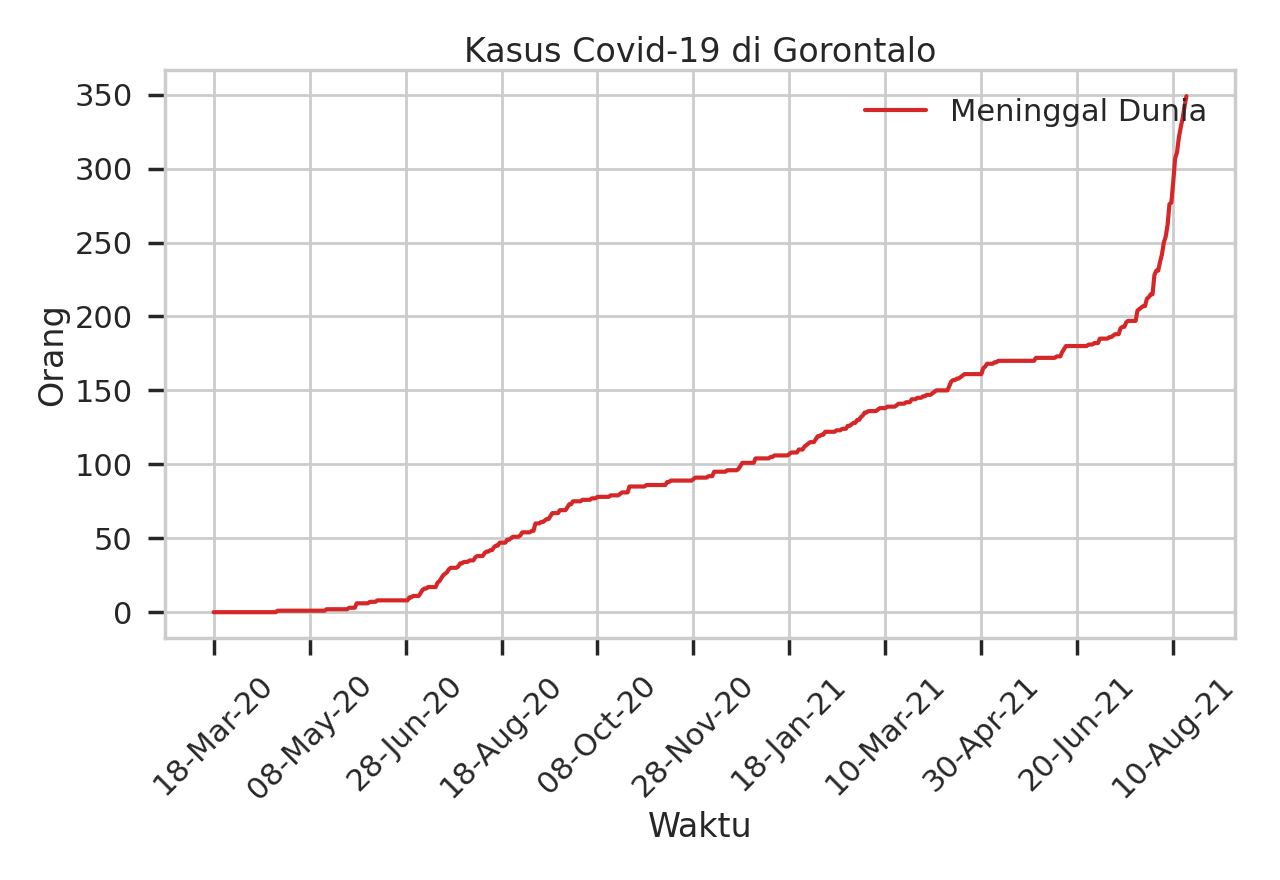 Kasus Covid-19 di Gorontalo
Meninggal Dunia
Orang
350
300
250
200
150
100
50
0
18-Mar-20
08-May-20
28-Jun-20
18-Aug-20
08-Oct-20
28-Nov-20
18-Jan-21
10-Mar-21
30-Apr-21
20-Jun-21
10-Aug-21
Waktu